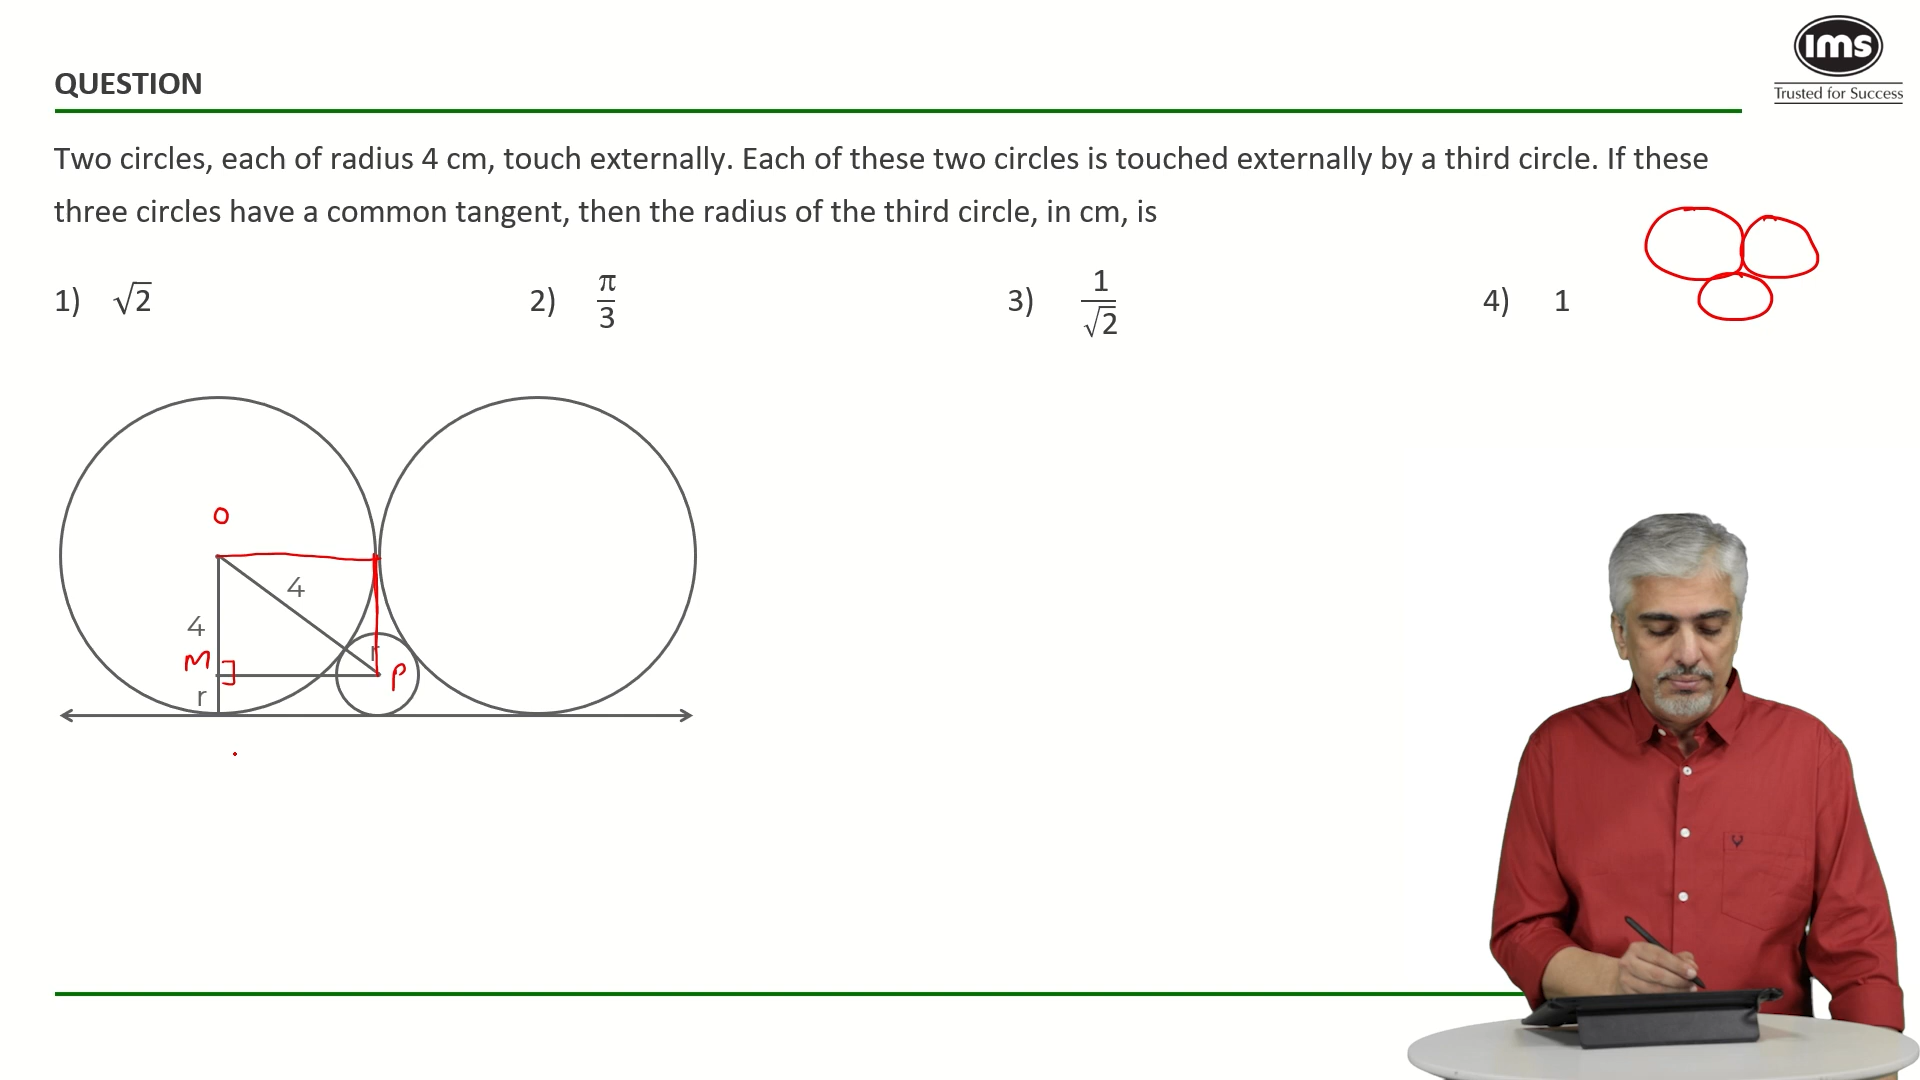 ims
Trusted for Success
QUESTION
Two circles, each of radius 4 cm, touch externally. Each of these two circles is touched externally by a third circle. If these
three circles have a common tangent, then the radius of the third circle, in cm, is
1) √2 2) π/3 3) 1/√2 4) 1
O
4
4
M
r
P
r